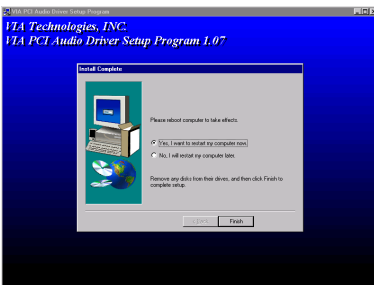 VIA PCI Audio Driver Setup Program
VIA Technologies, INC.
VIA PCI Audio Driver Setup Program 1.07
Install Complete
Please reboot computer to take effects.
Yes, I want to restart my computer now.
No, I will restart my computer later.
Remove any disks from their drives, and then click Finish to
complete setup.
< Back
Finish